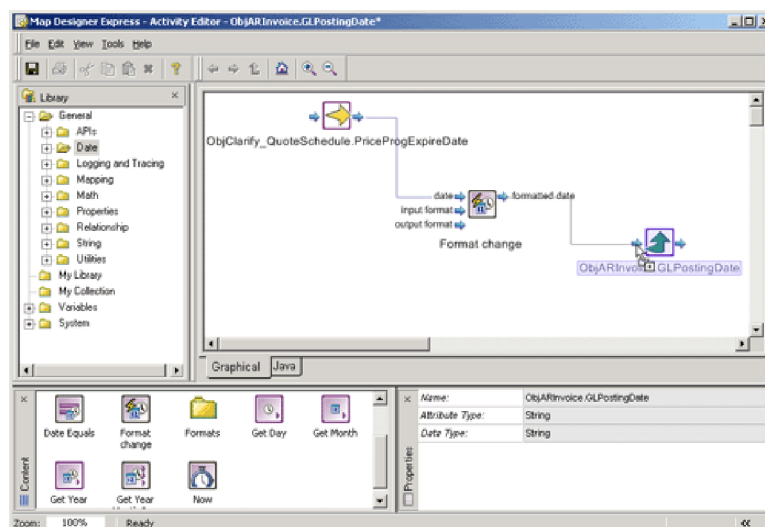 Map Designer Express - Activity Editor - ObjARInvoice.GLPostingDate*
File Edit View Tools Help
Library
General
APIs
Date
Logging and Tracing
Mapping
Math
Properties
Relationship
String
Utilities
My Library
My Collection
Variables
System
ObjClarify_QuoteSchedule.PriceProgExpireDate
date
formatted date
input format
output format
Format change
ObjARInvoice.GLPostingDate
Graphical Java
Date Equals
Format change
Formats
Get Day
Get Month
Get Year
Get Year
Now
Content
Name: ObjARInvoice.GLPostingDate
Attribute Type: String
Data Type: String
Properties
Zoom: 100% Ready